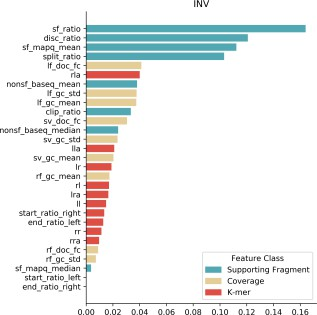 INV
sf_ratio
disc_ratio
sf_mapq_mean
split_ratio
lf_doc_fc
rla
nonsf_baseq_mean
lf_gc_std
lf_gc_mean
clip_ratio
sv_doc_fc
nonsf_baseq_median
sv_gc_std
lla
sv_gc_mean
lr
rf_gc_mean
rl
lra
ll
start_ratio_right
end_ratio_left
rr
rra
rf_doc_fc
rf_gc_std
sf_mapq_median
start_ratio_left
end_ratio_right
Feature Class
Supporting Fragment
Coverage
K-mer
0.00 0.02 0.04 0.06 0.08 0.10 0.12 0.14 0.16